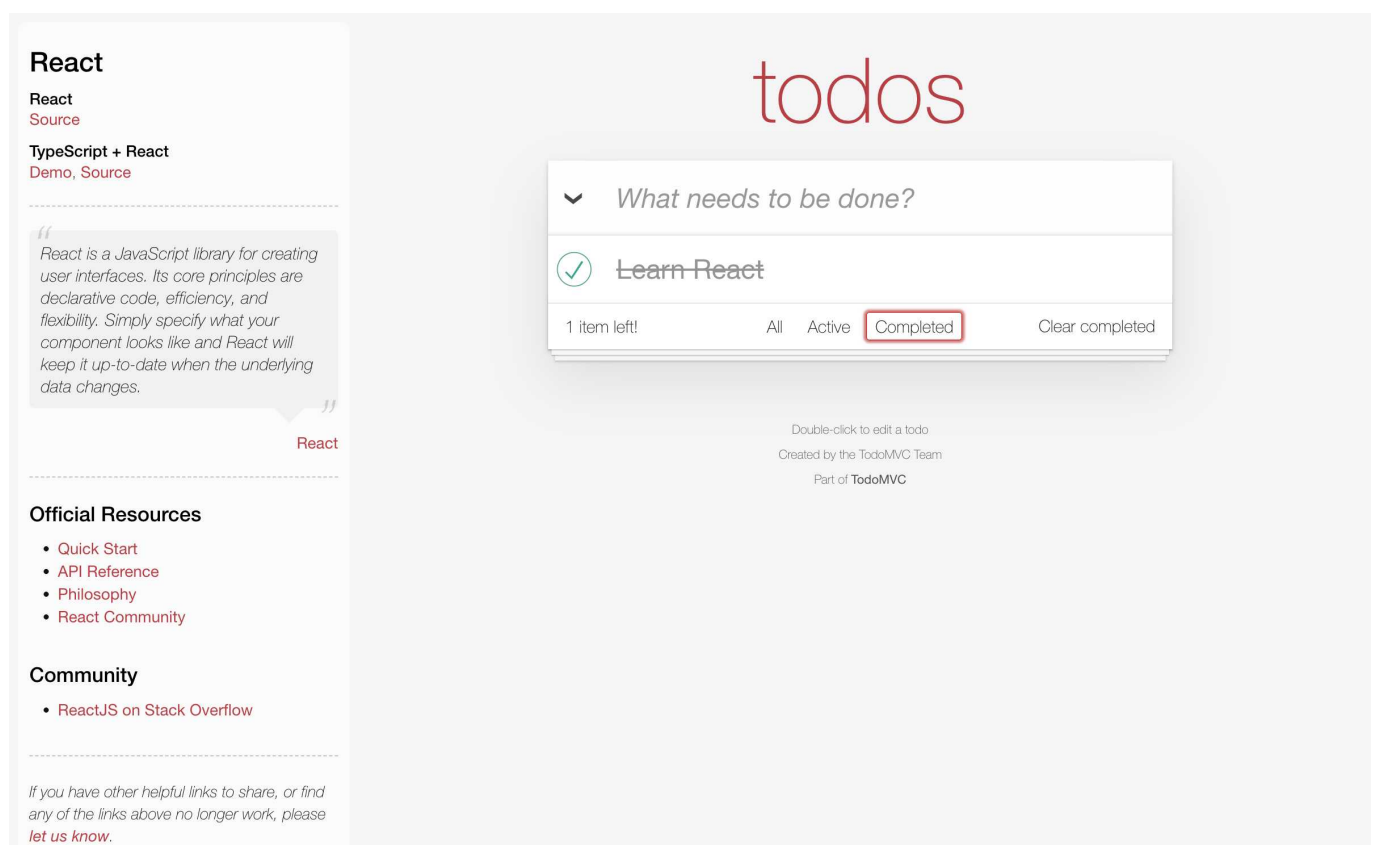 React
React
Source
TypeScript + React
Demo, Source
“
React is a JavaScript library for creating
user interfaces. Its core principles are
declarative code, efficiency, and
flexibility. Simply specify what your
component looks like and React will
keep it up-to-date when the underlying
data changes.
”
React
Official Resources
• Quick Start
• API Reference
• Philosophy
• React Community
Community
• ReactJS on Stack Overflow
If you have other helpful links to share, or find
any of the links above no longer work, please
let us know.
todos
What needs to be done?
Learn React
1 item left! All Active Completed Clear completed
Double-click to edit a todo
Created by the TodoMVC Team
Part of TodoMVC